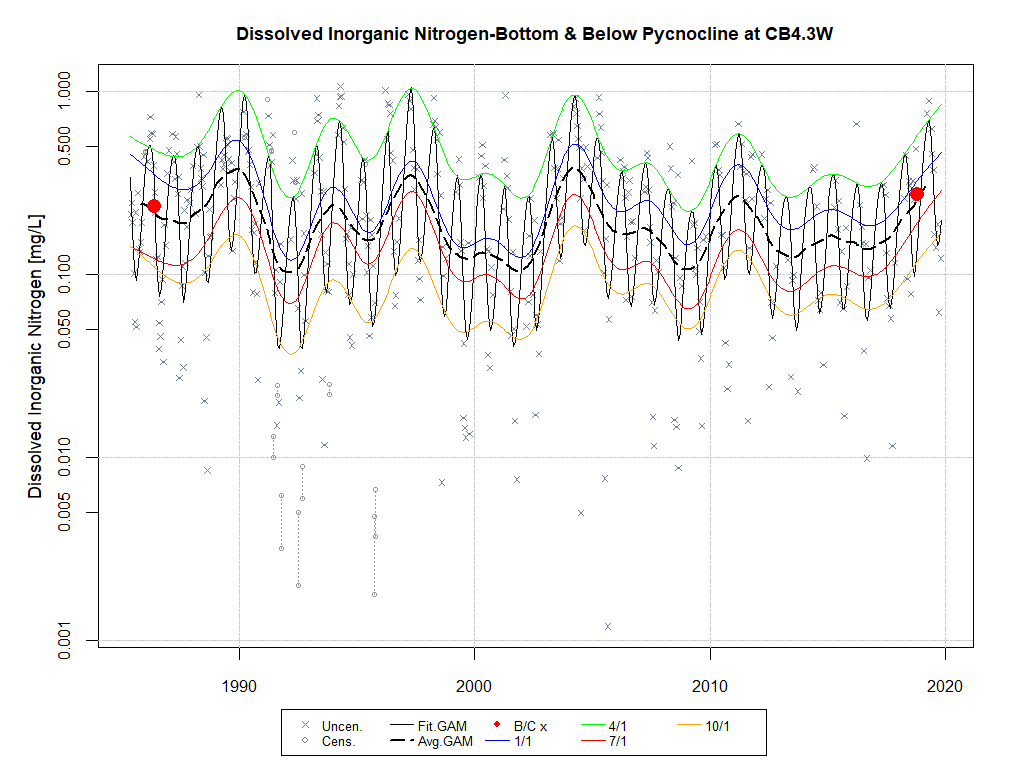 Dissolved Inorganic Nitrogen-Bottom & Below Pycnocline at CB4.3W
Dissolved Inorganic Nitrogen [mg/L]
1.000
0.500
0.100
0.050
0.010
0.005
0.001
1990 2000 2010 2020
Uncen. Fit.GAM B/C x 4/1 10/1
Cens. Avg.GAM 1/1 7/1